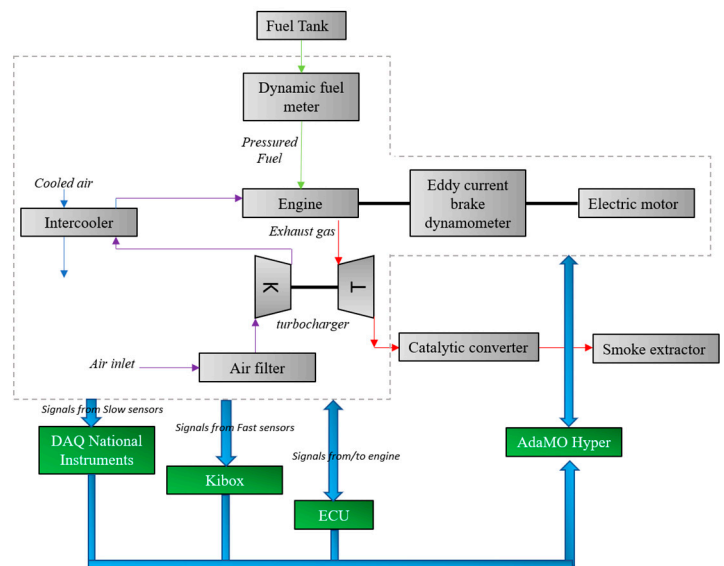 Fuel Tank
Dynamic fuel
meter
Pressured
Fuel
Cooled air
Intercooler
Engine
Eddy current
brake
dynamometer
Electric motor
Exhaust gas
K
T
turbocharger
Air inlet
Air filter
Catalytic converter
Smoke extractor
Signals from Slow sensors
DAQ National
Instruments
Signals from Fast sensors
Kibox
Signals from/to engine
ECU
AdaMO Hyper